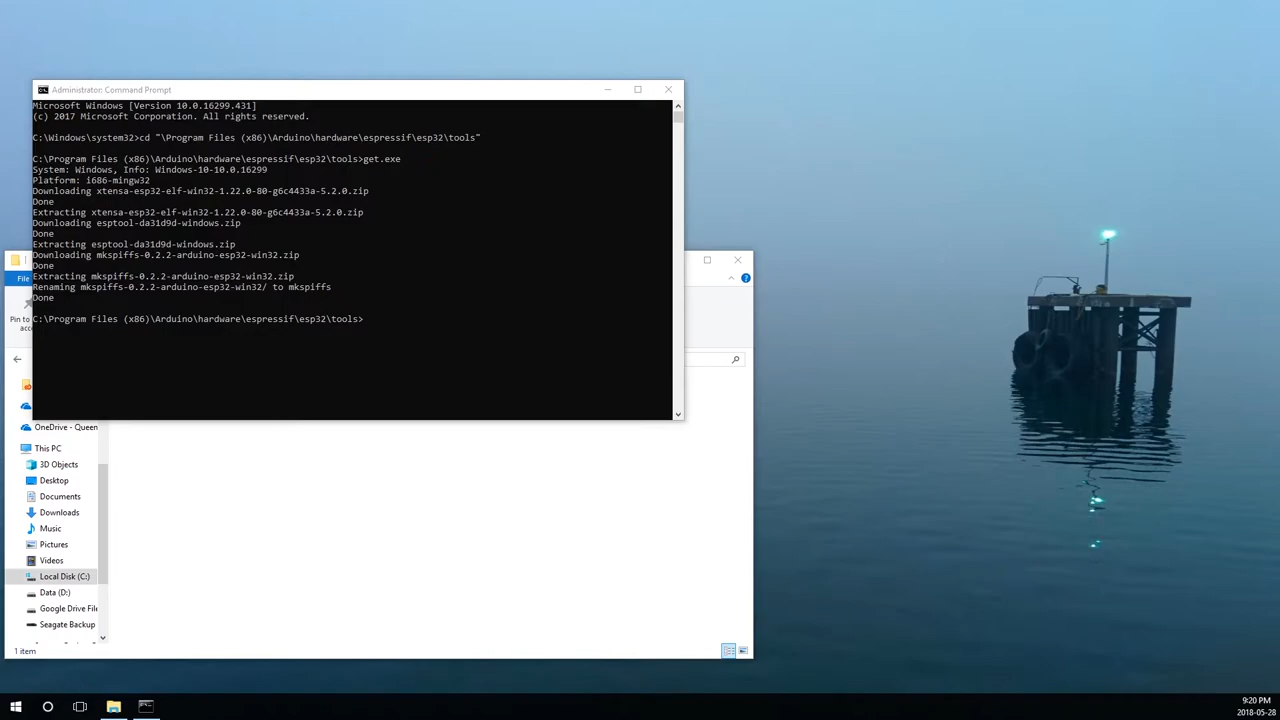 Administrator: Command Prompt
Microsoft Windows [Version 10.0.16299.431]
(c) 2017 Microsoft Corporation. All rights reserved.
C:\Windows\system32>cd "\Program Files (x86)\Arduino\hardware\espressif\esp32\tools"
C:\Program Files (x86)\Arduino\hardware\espressif\esp32\tools>get.exe
System: Windows, Info: Windows-10-10.0.16299
Platform: i686-mingw32
Downloading xtensa-esp32-elf-win32-1.22.0-80-g6c4433a-5.2.0.zip
Done
Extracting xtensa-esp32-elf-win32-1.22.0-80-g6c4433a-5.2.0.zip
Downloading esptool-da31d9d-windows.zip
Done
Extracting esptool-da31d9d-windows.zip
Downloading mkspiffs-0.2.2-arduino-esp32-win32.zip
Done
Extracting mkspiffs-0.2.2-arduino-esp32-win32.zip
Renaming mkspiffs-0.2.2-arduino-esp32-win32/ to mkspiffs
Done
C:\Program Files (x86)\Arduino\hardware\espressif\esp32\tools>
File
Pin to
acc
OneDrive - Queen
This PC
3D Objects
Desktop
Documents
Downloads
Music
Pictures
Videos
Local Disk (C:)
Data (D:)
Google Drive File
Seagate Backup
1 item
9:20 PM
2018-05-28